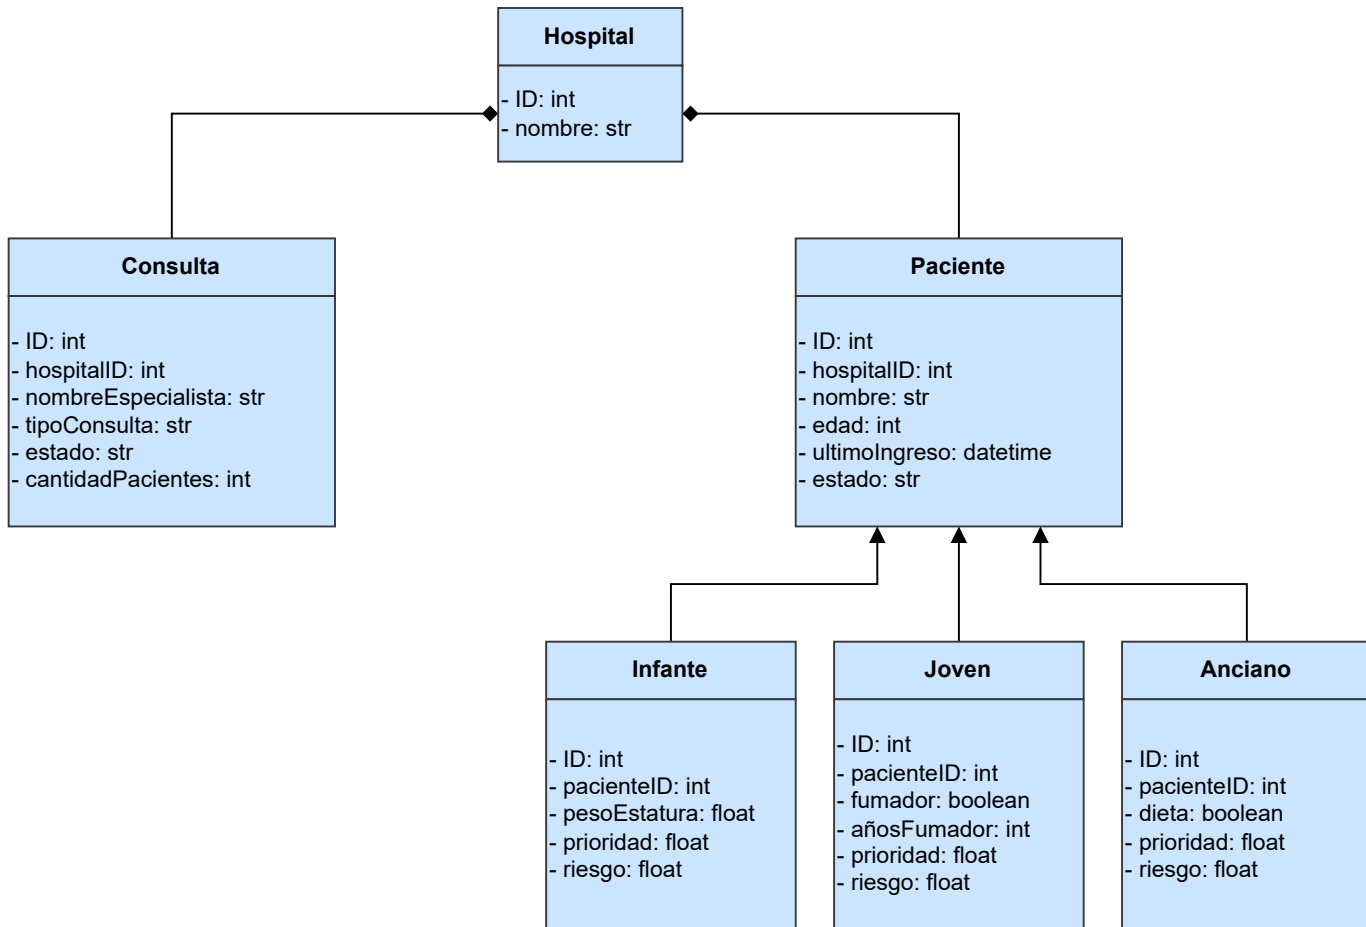 Hospital
- ID: int
- nombre: str
Consulta
- ID: int
- hospitalID: int
- nombreEspecialista: str
- tipoConsulta: str
- estado: str
- cantidadPacientes: int
Paciente
- ID: int
- hospitalID: int
- nombre: str
- edad: int
- ultimoIngreso: datetime
- estado: str
Infante
- ID: int
- pacienteID: int
- pesoEstatura: float
- prioridad: float
- riesgo: float
Joven
- ID: int
- pacienteID: int
- fumador: boolean
- añosFumador: int
- prioridad: float
- riesgo: float
Anciano
- ID: int
- pacienteID: int
- dieta: boolean
- prioridad: float
- riesgo: float